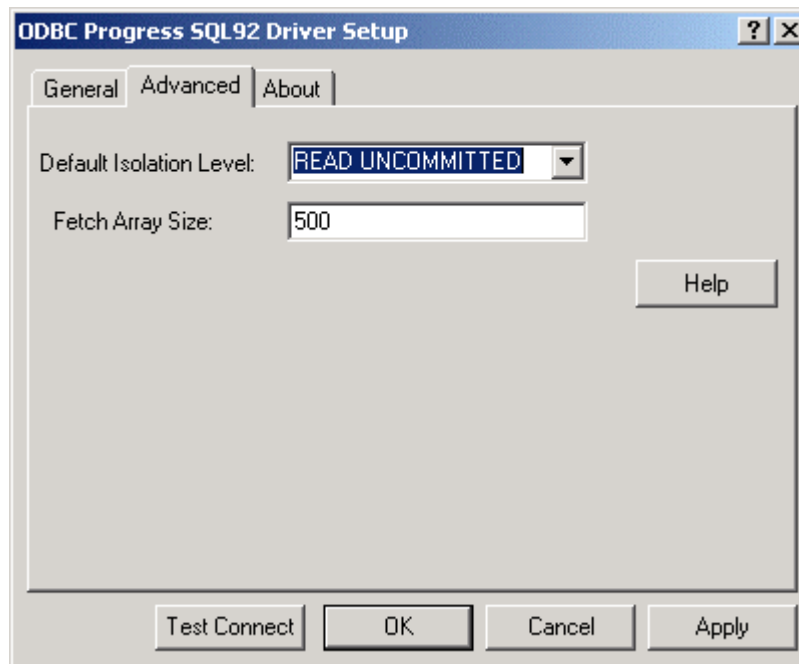 ODBC Progress SQL92 Driver Setup
General Advanced About
Default Isolation Level: READ UNCOMMITTED
Fetch Array Size: 500
Help
Test Connect OK Cancel Apply